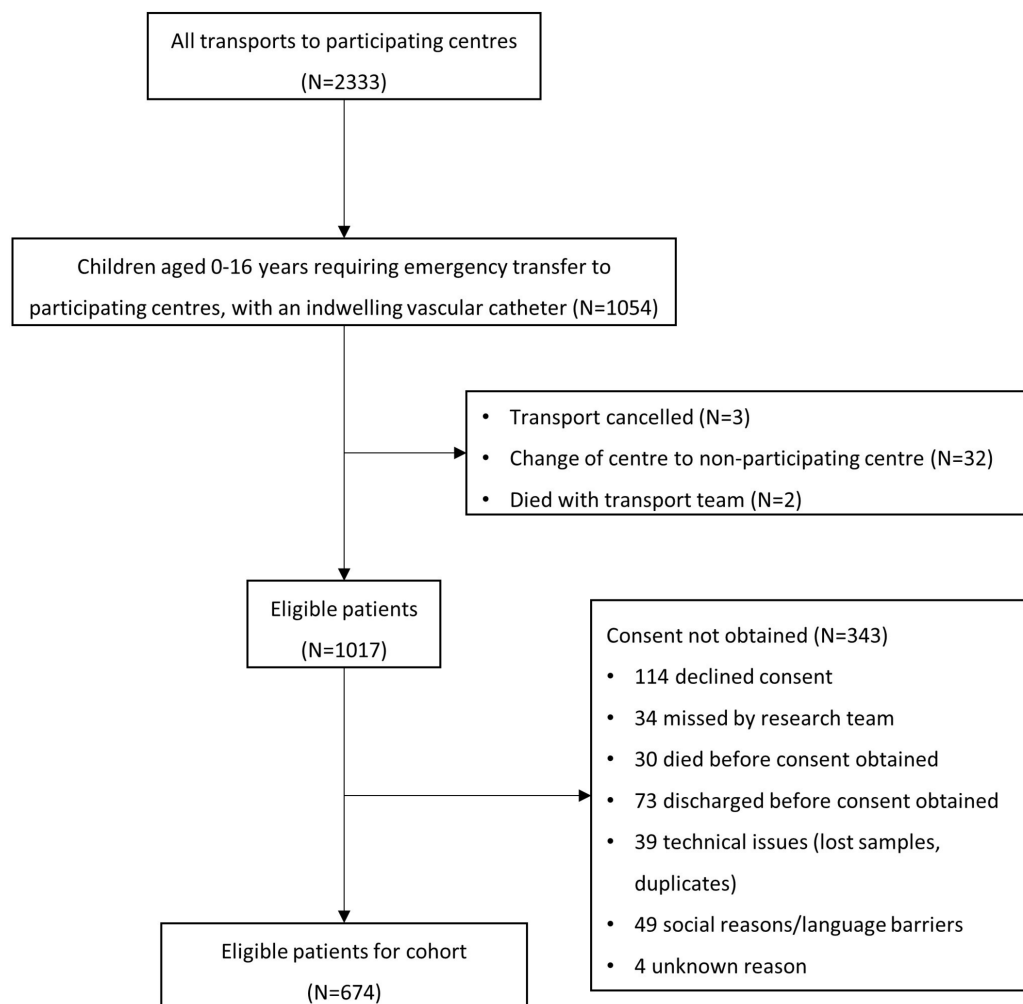 All transports to participating centres
(N=2333)
Children aged 0-16 years requiring emergency transfer to
participating centres, with an indwelling vascular catheter (N=1054)
• Transport cancelled (N=3)
• Change of centre to non-participating centre (N=32)
• Died with transport team (N=2)
Eligible patients
(N=1017)
Consent not obtained (N=343)
• 114 declined consent
• 34 missed by research team
• 30 died before consent obtained
• 73 discharged before consent obtained
• 39 technical issues (lost samples,
duplicates)
• 49 social reasons/language barriers
• 4 unknown reason
Eligible patients for cohort
(N=674)